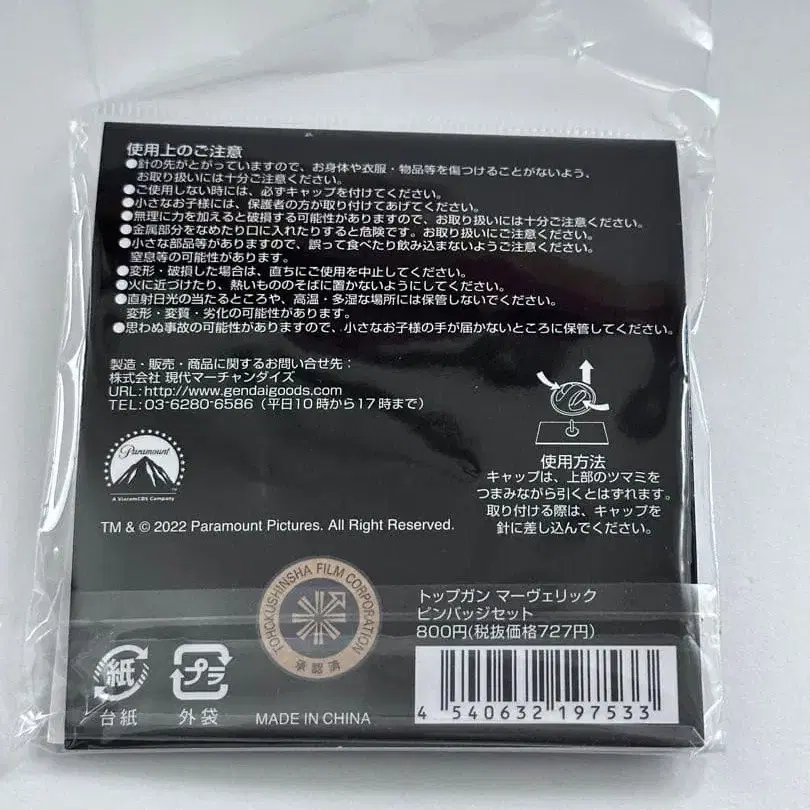 使用上のご注意
●針の先がとがっていますので、お身体や衣服・物品等を傷つけることがないよう、
お取り扱いには十分ご注意ください。
●ご使用しない時には、必ずキャップを付けてください。
●小さなお子様には、保護者の方が取り付けてあげてください。
●無理に力を加えると破損する可能性がありますので、お取り扱いには十分ご注意ください。
●金属部分をなめたり口に入れたりすると危険です。お取り扱いにご注意ください。
●小さな部品等がありますので、誤って食べたり飲み込まないようご注意ください。
窒息等の可能性があります。
●変形・破損した場合は、直ちにご使用を中止してください。
●火に近づけたり、熱いもののそばに置かないようにしてください。
●直射日光の当たるところや、高温・多湿な場所には保管しないでください。
変形・変質・劣化の可能性があります。
●思わぬ事故の可能性がありますので、小さなお子様の手が届かないところに保管してください。
製造・販売・商品に関するお問い合せ先：
株式会社 現代マーチャンダイズ
URL: http://www.gendaigoods.com
TEL: 03-6280-6586（平日10時から17時まで）
Paramount
A ViacomCBS Company
使用方法
キャップは、上部のツマミを
つまみながら引くとはずれます。
取り付ける際は、キャップを
針に差し込んでください。
TM & © 2022 Paramount Pictures. All Right Reserved.
TOHOKUSHINSHA FILM CORPORATION
承認済
トップガン マーヴェリック
ピンバッジセット
800円(税抜価格727円)
4 540632 197533
紙
台紙
プラ
外袋
MADE IN CHINA